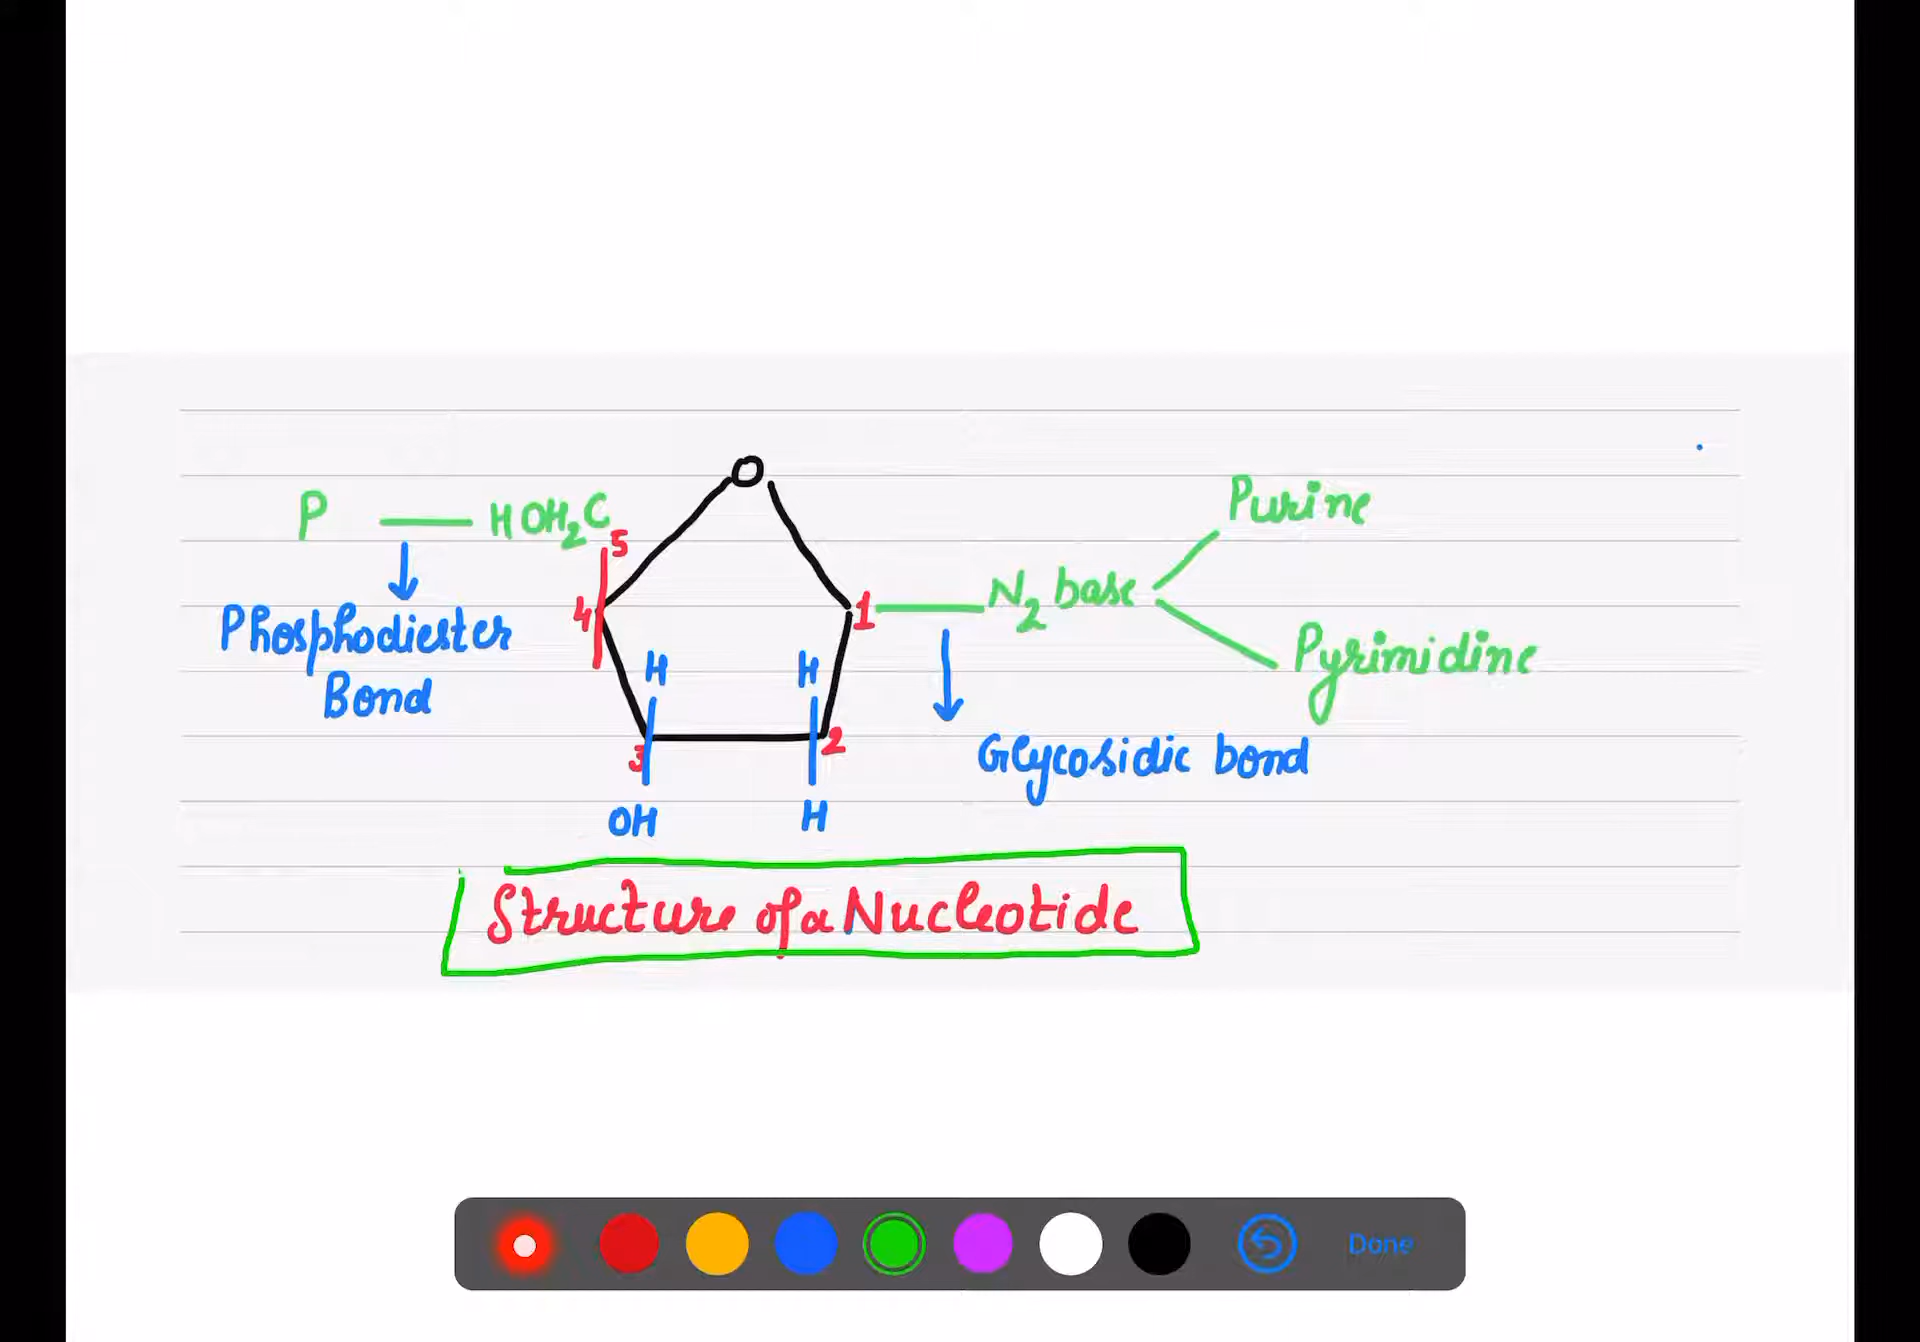 O
P — HOH₂C
5
Purine
4
1
N₂ base
Phosphodiester
Bond
H
H
Pyrimidine
3
2
Glycosidic bond
OH
H
Structure of a Nucleotide
Done